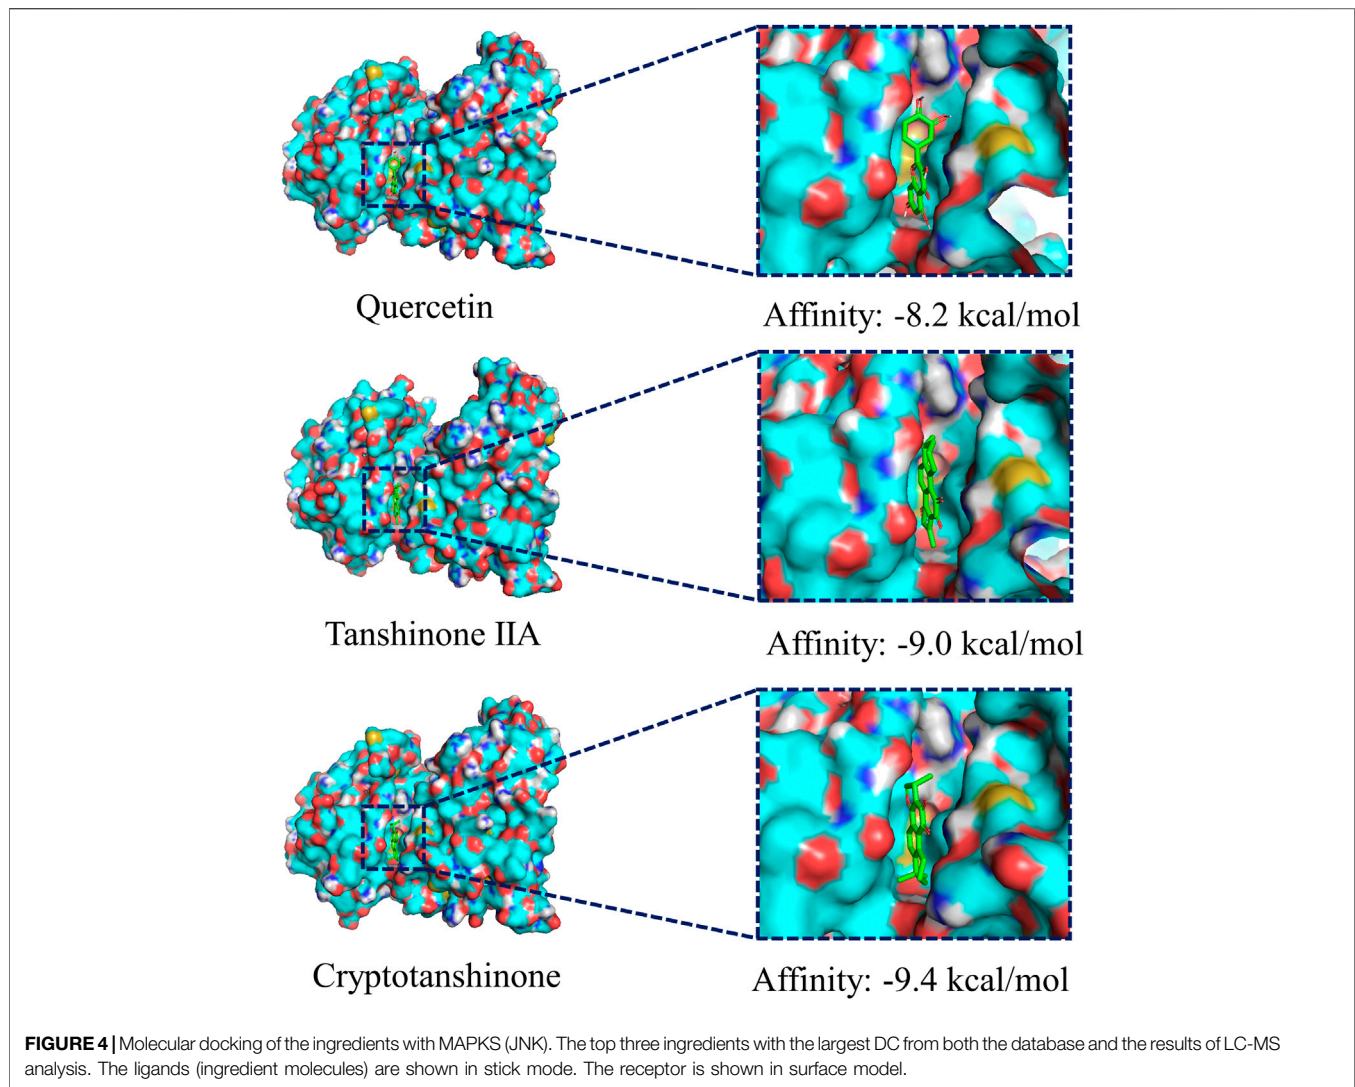 Quercetin
Affinity: -8.2 kcal/mol
Tanshinone IIA
Affinity: -9.0 kcal/mol
Cryptotanshinone
Affinity: -9.4 kcal/mol
FIGURE 4 | Molecular docking of the ingredients with MAPKS (JNK). The top three ingredients with the largest DC from both the database and the results of LC-MS
analysis. The ligands (ingredient molecules) are shown in stick mode. The receptor is shown in surface model.